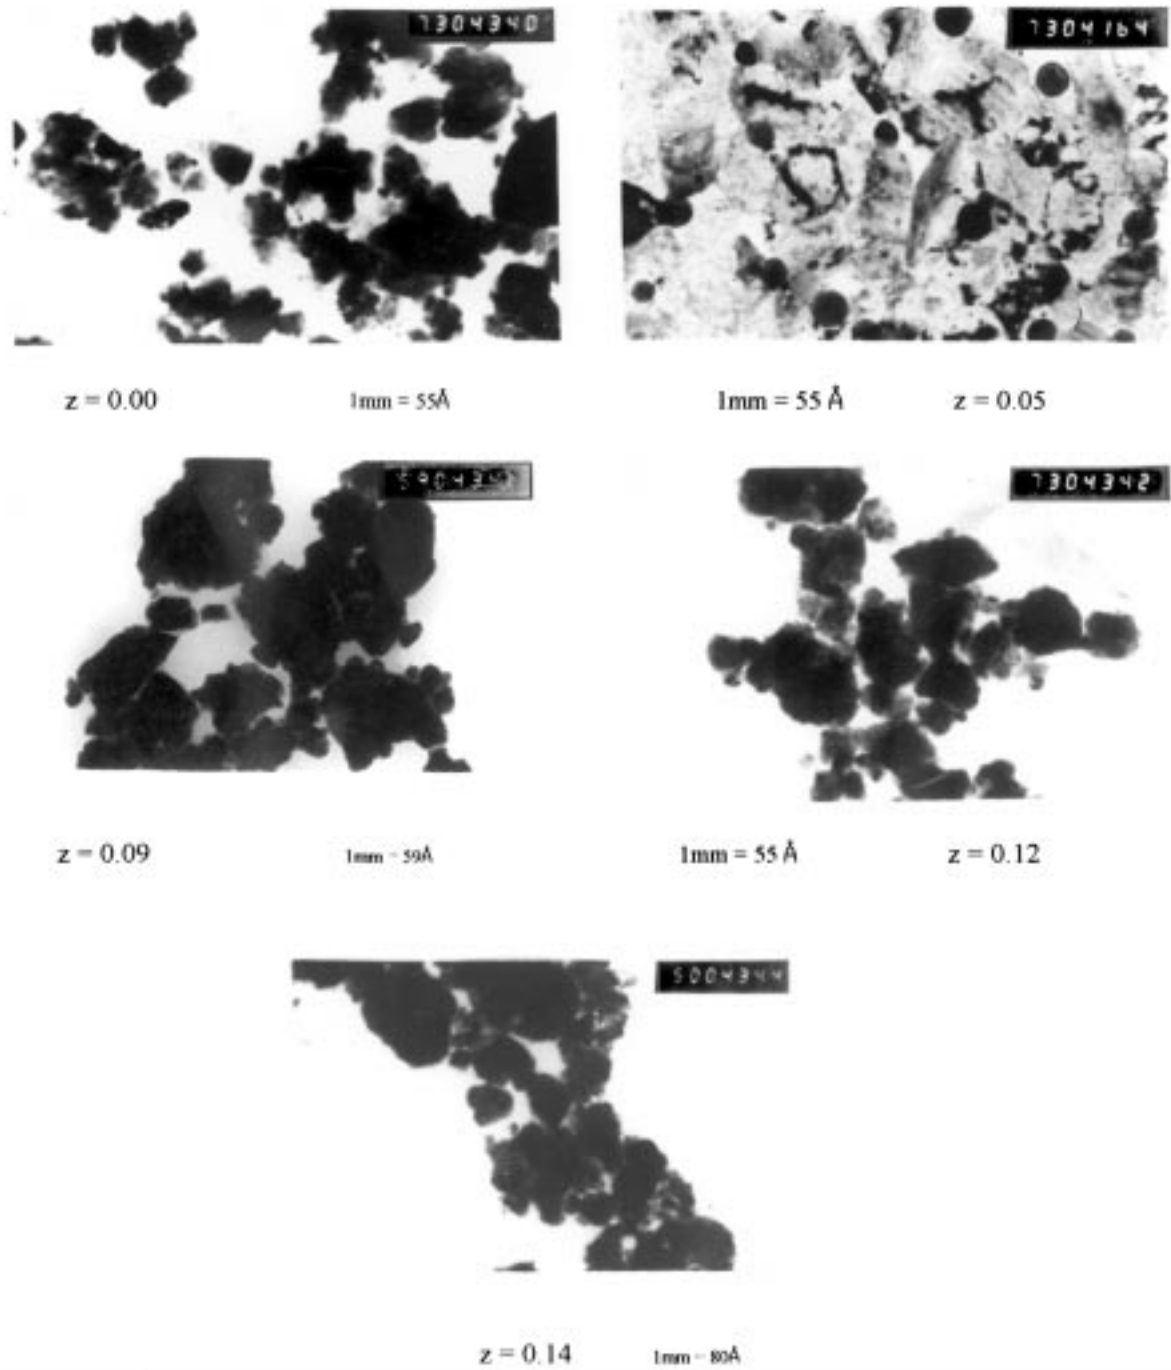 7304340
7304164
z = 0.00 1mm = 55Å
1mm = 55 Å z = 0.05
7304342
z = 0.09 1mm - 59Å
1mm = 55 Å z = 0.12
5004344
z = 0.14 1mm - 80Å